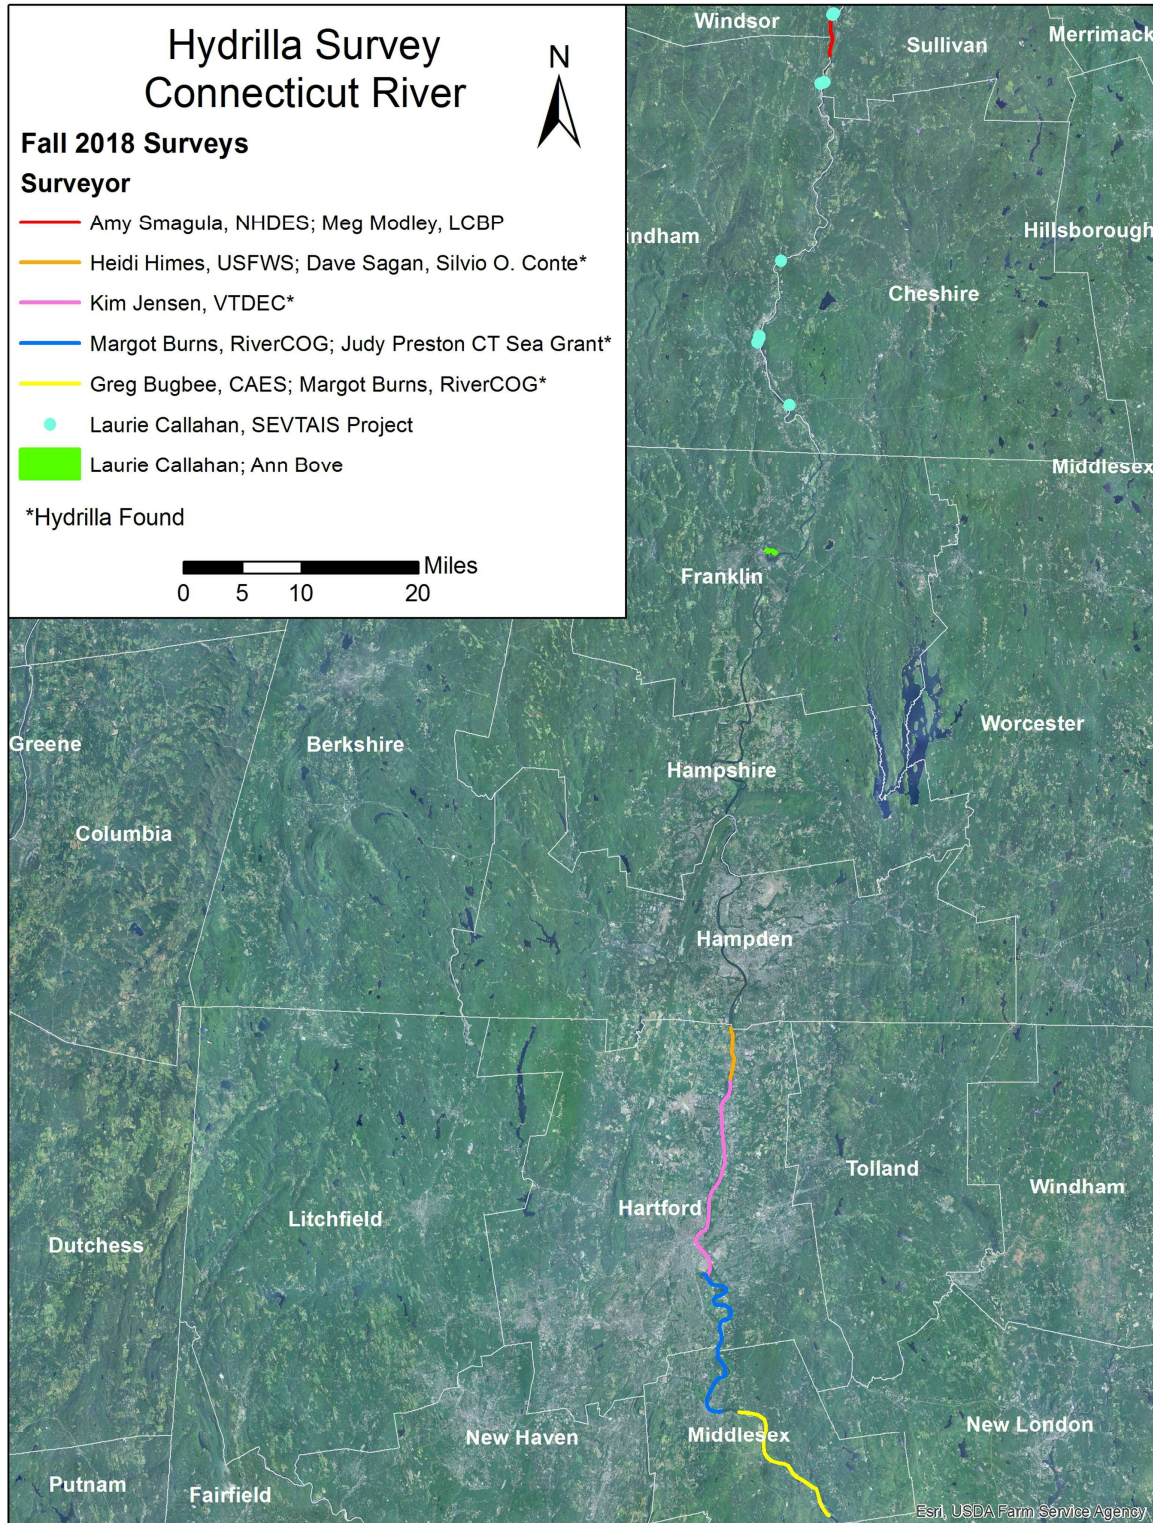 Hydrilla Survey
Connecticut River
N
Fall 2018 Surveys
Surveyor
Amy Smagula, NHDES; Meg Modley, LCBP
Heidi Himes, USFWS; Dave Sagan, Silvio O. Conte*
Kim Jensen, VTDEC*
Margot Burns, RiverCOG; Judy Preston CT Sea Grant*
Greg Bugbee, CAES; Margot Burns, RiverCOG*
Laurie Callahan, SEVTAIS Project
Laurie Callahan; Ann Bove
*Hydrilla Found
Miles
0 5 10 20
Windsor
Sullivan
Merrimack
indham
Hillsborough
Cheshire
Middlesex
Franklin
Worcester
Greene
Berkshire
Hampshire
Columbia
Hampden
Tolland
Windham
Hartford
Litchfield
Dutchess
New London
Middlesex
New Haven
Putnam
Fairfield
Esri, USDA Farm Service Agency